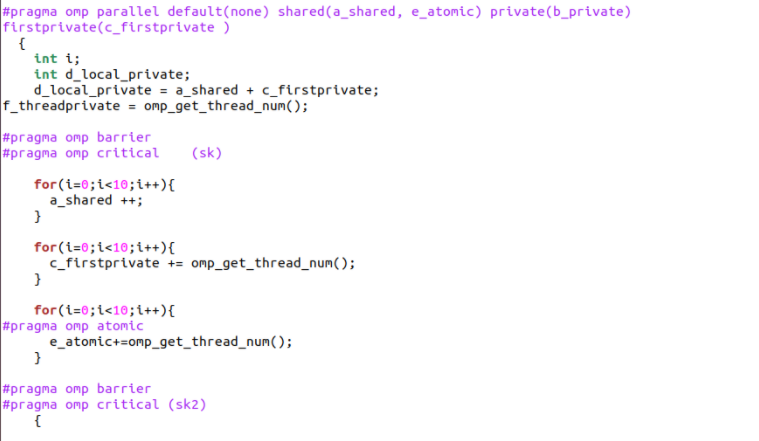 #pragma omp parallel default(none) shared(a_shared, e_atomic) private(b_private)
firstprivate(c_firstprivate )
  {
    int i;
    int d_local_private;
    d_local_private = a_shared + c_firstprivate;
f_threadprivate = omp_get_thread_num();

#pragma omp barrier
#pragma omp critical    (sk)

    for(i=0;i<10;i++){
      a_shared ++;
    }

    for(i=0;i<10;i++){
      c_firstprivate += omp_get_thread_num();
    }

    for(i=0;i<10;i++){
#pragma omp atomic
      e_atomic+=omp_get_thread_num();
    }

#pragma omp barrier
#pragma omp critical (sk2)
    {